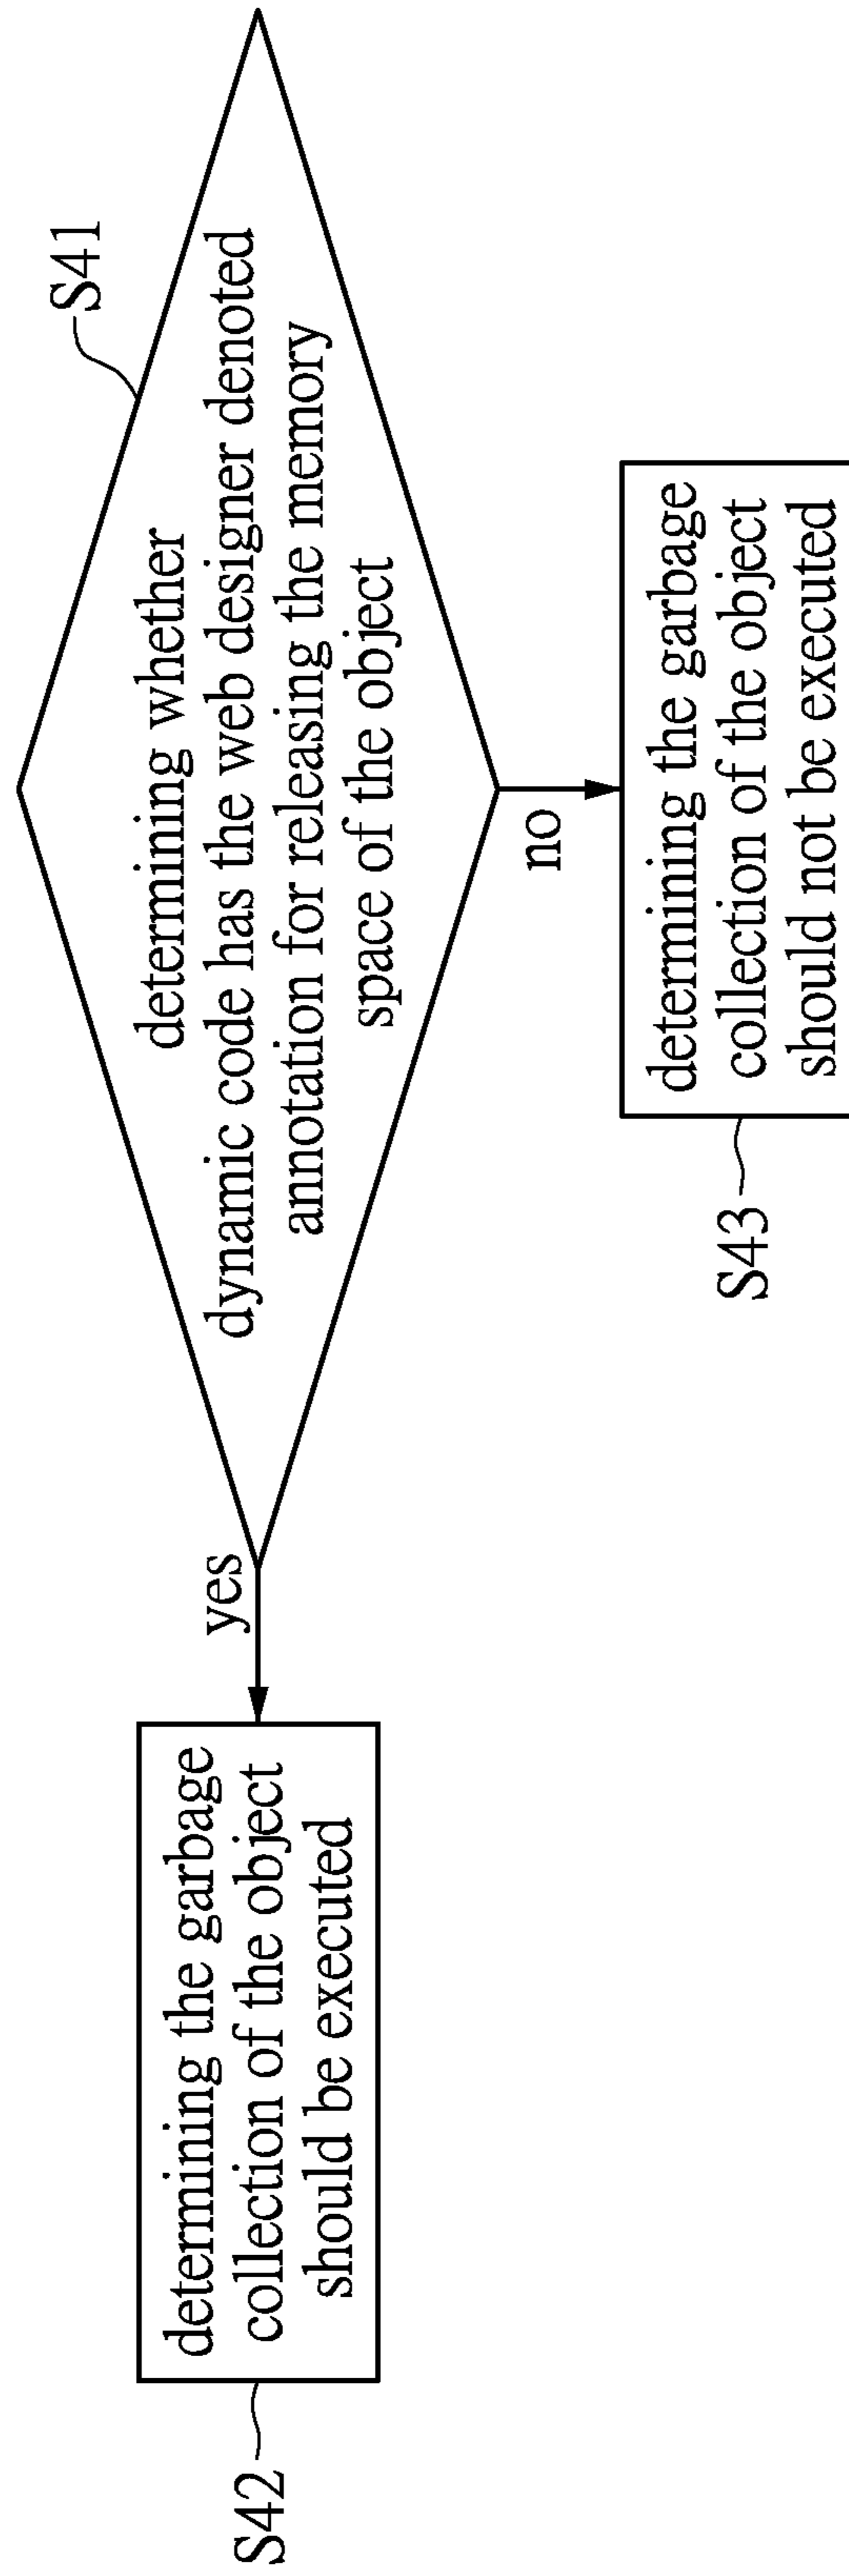 S41
determining whether
dynamic code has the web designer denoted
annotation for releasing the memory
space of the object
yes
no
determining the garbage
collection of the object
should be executed
S42
determining the garbage
collection of the object
should not be executed
S43